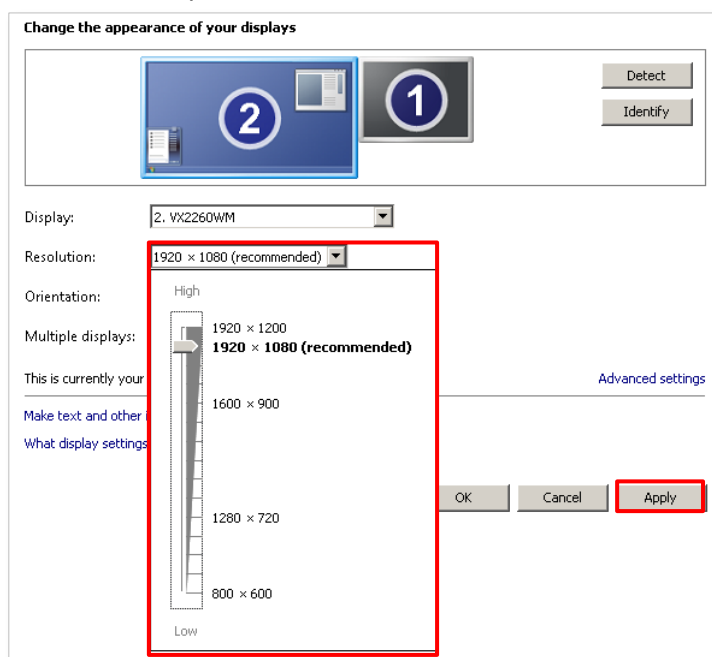 Change the appearance of your displays
2
1
Detect
Identify
Display:
2. VX2260WM
Resolution:
1920 × 1080 (recommended)
Orientation:
High
Multiple displays:
1920 × 1200
1920 × 1080 (recommended)
This is currently your
Advanced settings
1600 × 900
Make text and other i
What display settings
OK
Cancel
Apply
1280 × 720
800 × 600
Low